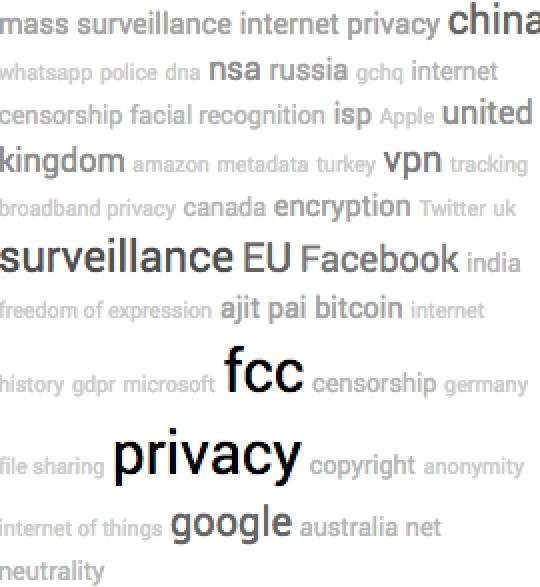 mass surveillance internet privacy china
whatsapp police dna nsa russia gchq internet
censorship facial recognition isp Apple united
kingdom amazon metadata turkey vpn tracking
broadband privacy canada encryption Twitter uk
surveillance EU Facebook india
freedom of expression ajit pai bitcoin internet
history gdpr microsoft fcc censorship germany
file sharing privacy copyright anonymity
internet of things google australia net
neutrality